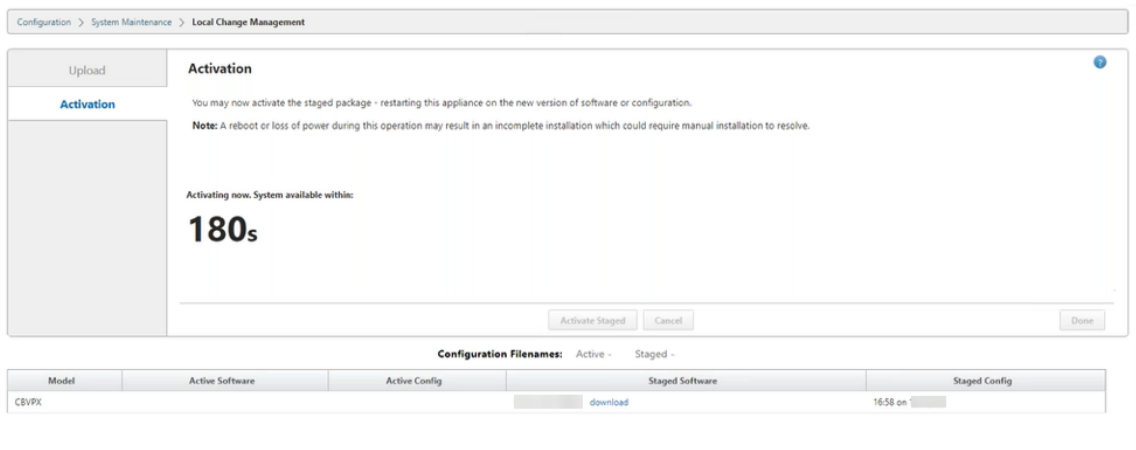 Configuration > System Maintenance > Local Change Management
Upload
Activation
Activation
You may now activate the staged package - restarting this appliance on the new version of software or configuration.
Note: A reboot or loss of power during this operation may result in an incomplete installation which could require manual installation to resolve.
Activating now. System available within:
180s
Activate Staged Cancel Done
Configuration Filenames: Active - Staged -
Model Active Software Active Config Staged Software Staged Config
CBVPX download 16:58 on